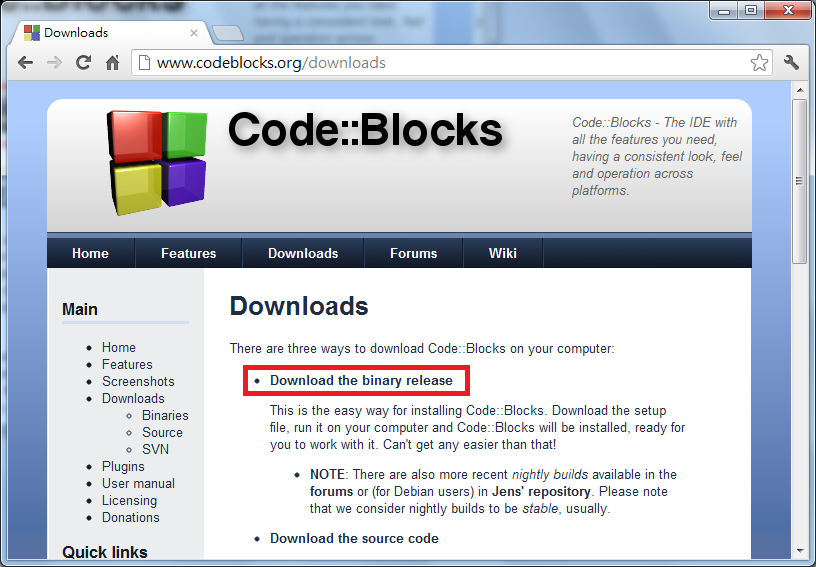 Downloads
www.codeblocks.org/downloads
Code::Blocks
Code::Blocks - The IDE with
all the features you need,
having a consistent look, feel
and operation across
platforms.
Home Features Downloads Forums Wiki
Main
Home
Features
Screenshots
Downloads
Binaries
Source
SVN
Plugins
User manual
Licensing
Donations
Quick links
Downloads
There are three ways to download Code::Blocks on your computer:
Download the binary release
This is the easy way for installing Code::Blocks. Download the setup
file, run it on your computer and Code::Blocks will be installed, ready for
you to work with it. Can't get any easier than that!
NOTE: There are also more recent nightly builds available in the
forums or (for Debian users) in Jens' repository. Please note
that we consider nightly builds to be stable, usually.
Download the source code